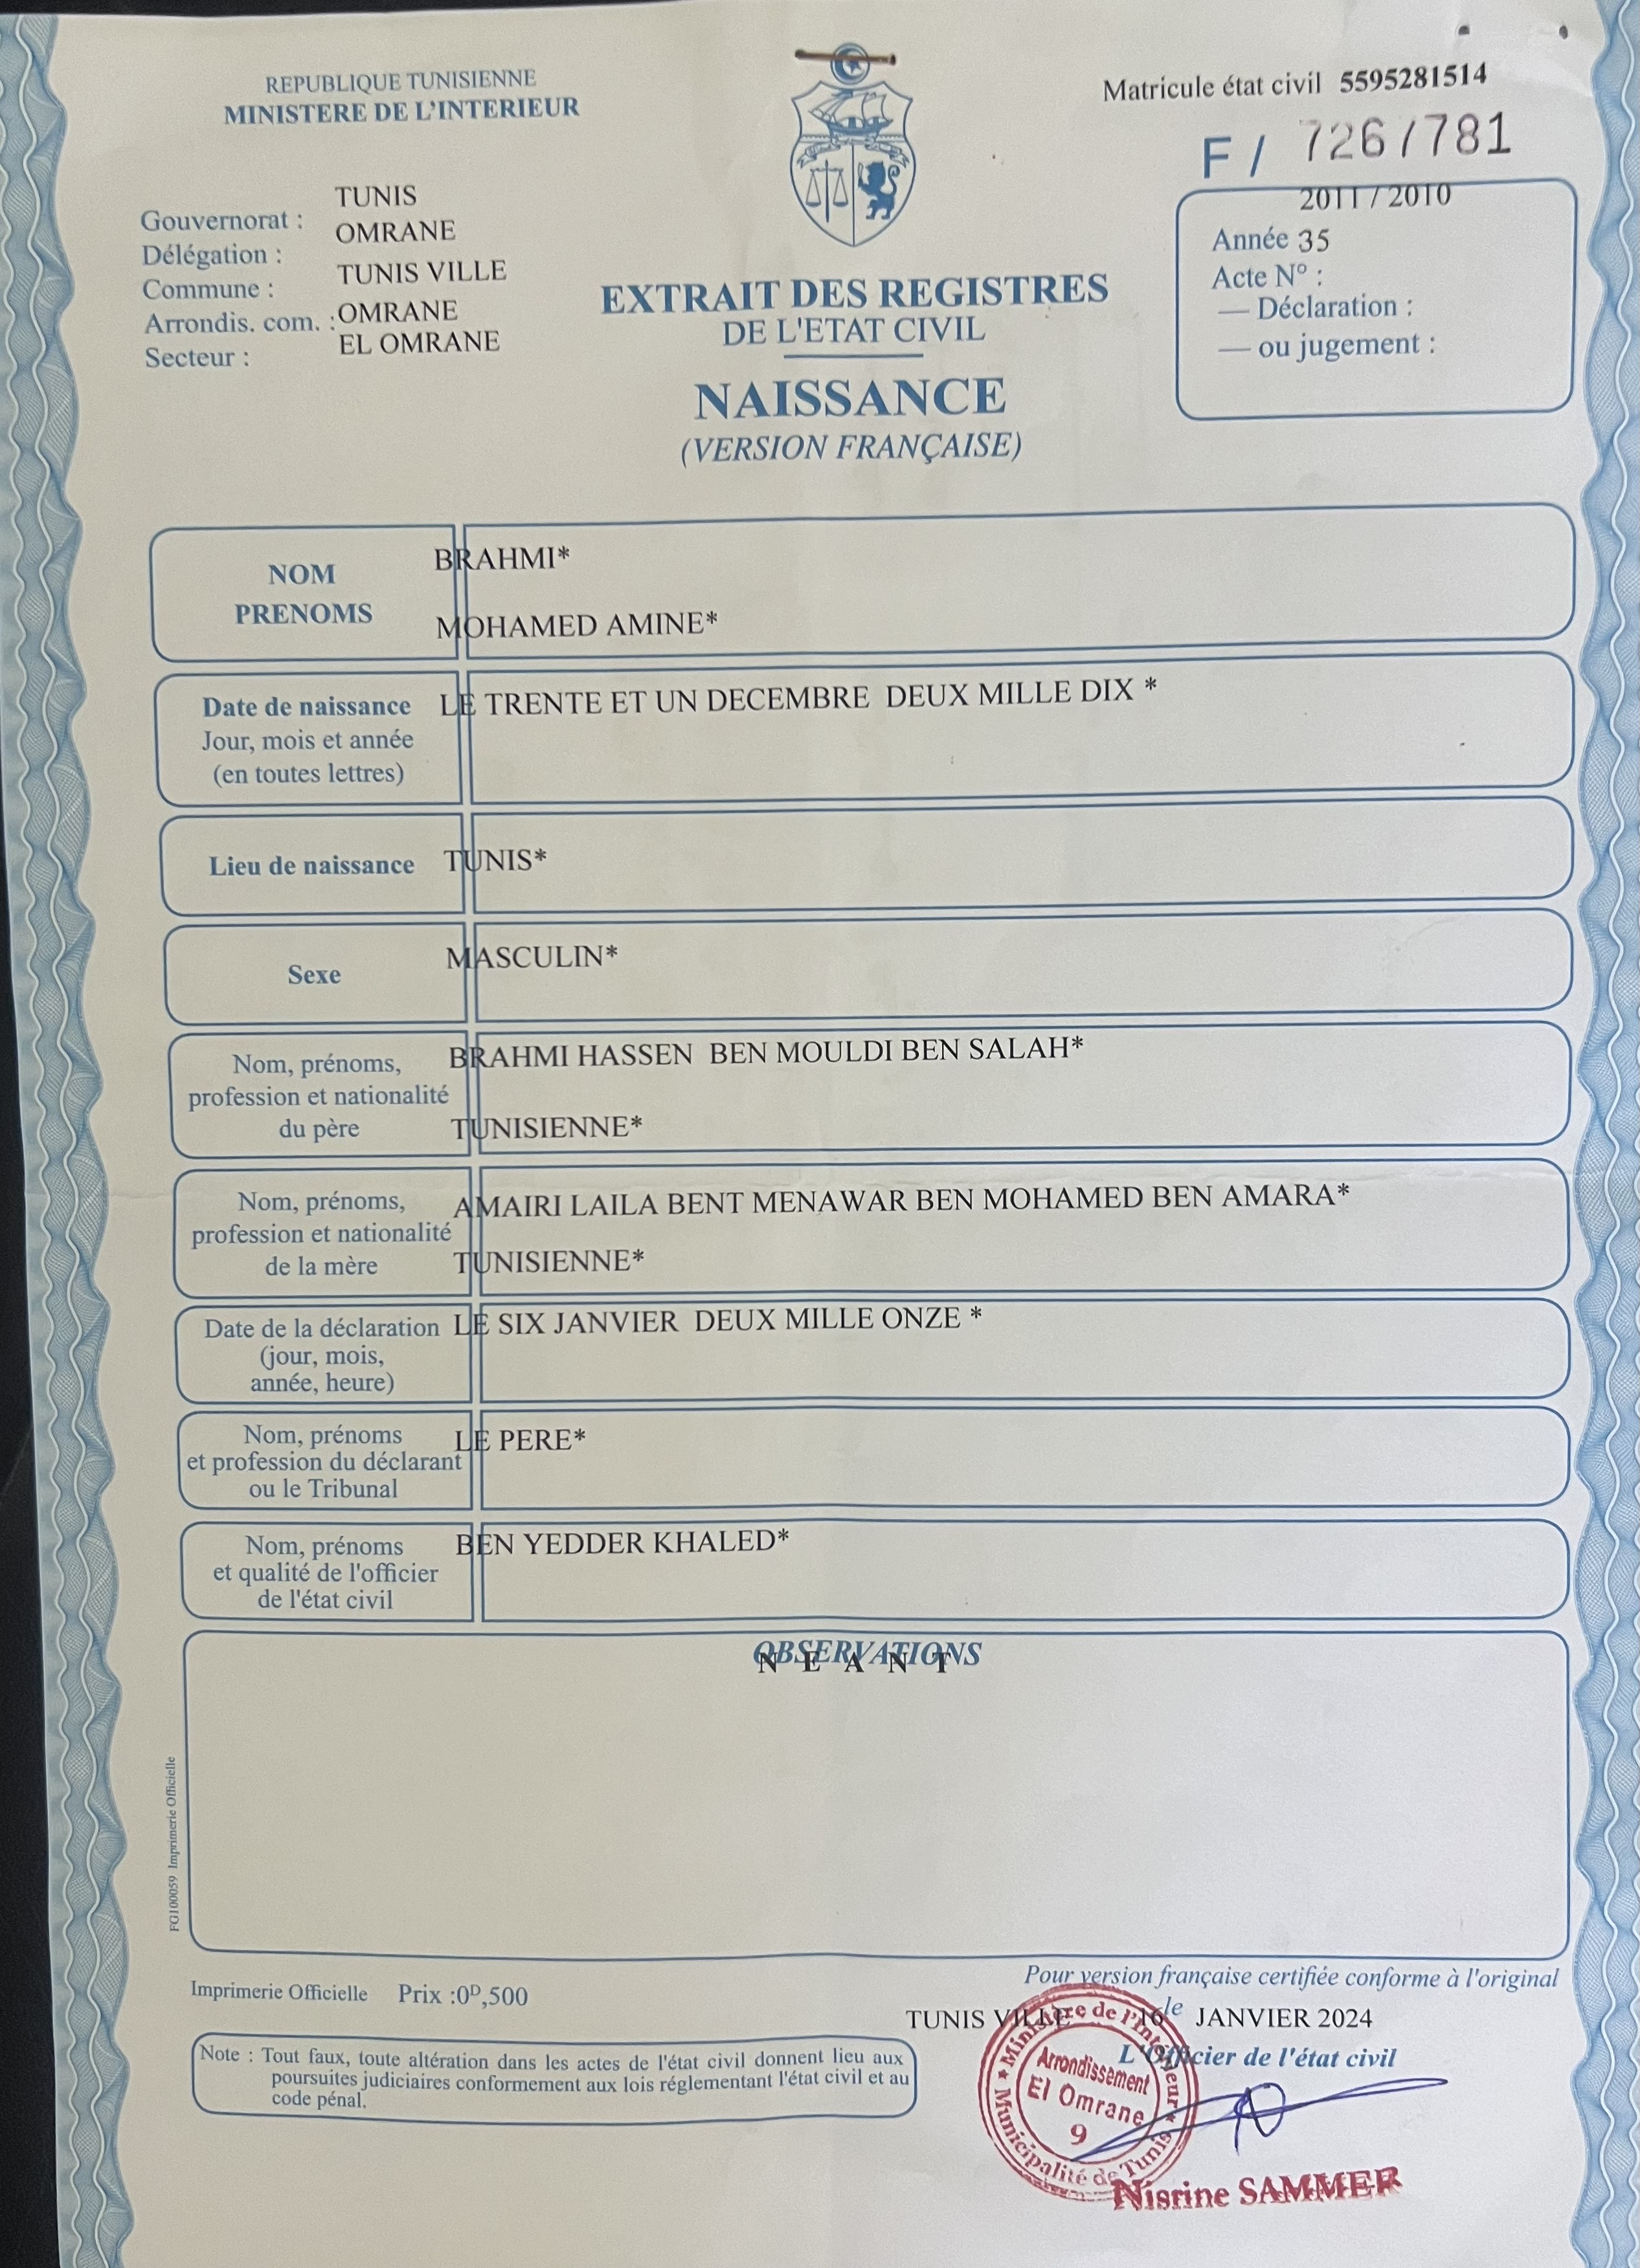 REPUBLIQUE TUNISIENNE
MINISTERE DE L'INTERIEUR
Matricule état civil 5595281514
F / 726/781
Gouvernorat : TUNIS
Délégation : OMRANE
Commune : TUNIS VILLE
Arrondis. com. : OMRANE
Secteur : EL OMRANE
2011 / 2010
Année 35
Acte N° :
— Déclaration :
— ou jugement :
EXTRAIT DES REGISTRES
DE L'ETAT CIVIL
NAISSANCE
(VERSION FRANÇAISE)
NOM BRAHMI*
PRENOMS MOHAMED AMINE*
Date de naissance LE TRENTE ET UN DECEMBRE DEUX MILLE DIX *
Jour, mois et année
(en toutes lettres)
Lieu de naissance TUNIS*
Sexe MASCULIN*
Nom, prénoms, BRAHMI HASSEN BEN MOULDI BEN SALAH*
profession et nationalité
du père TUNISIENNE*
Nom, prénoms, AMAIRI LAILA BENT MENAWAR BEN MOHAMED BEN AMARA*
profession et nationalité
de la mère TUNISIENNE*
Date de la déclaration LE SIX JANVIER DEUX MILLE ONZE *
(jour, mois,
année, heure)
Nom, prénoms LE PERE*
et profession du déclarant
ou le Tribunal
Nom, prénoms BEN YEDDER KHALED*
et qualité de l'officier
de l'état civil
OBSERVATIONS
N E A N T
FG100059 Imprimerie Officielle
Imprimerie Officielle Prix :0D,500
Pour version française certifiée conforme à l'original
TUNIS VILLE 16 le JANVIER 2024
L'Officier de l'état civil
Note : Tout faux, toute altération dans les actes de l'état civil donnent lieu aux
poursuites judiciaires conformement aux lois réglementant l'état civil et au
code pénal.
Ministère de l'Intérieur
Arrondissement
El Omrane
9
Municipalité de Tunis
Nisrine SAMMER